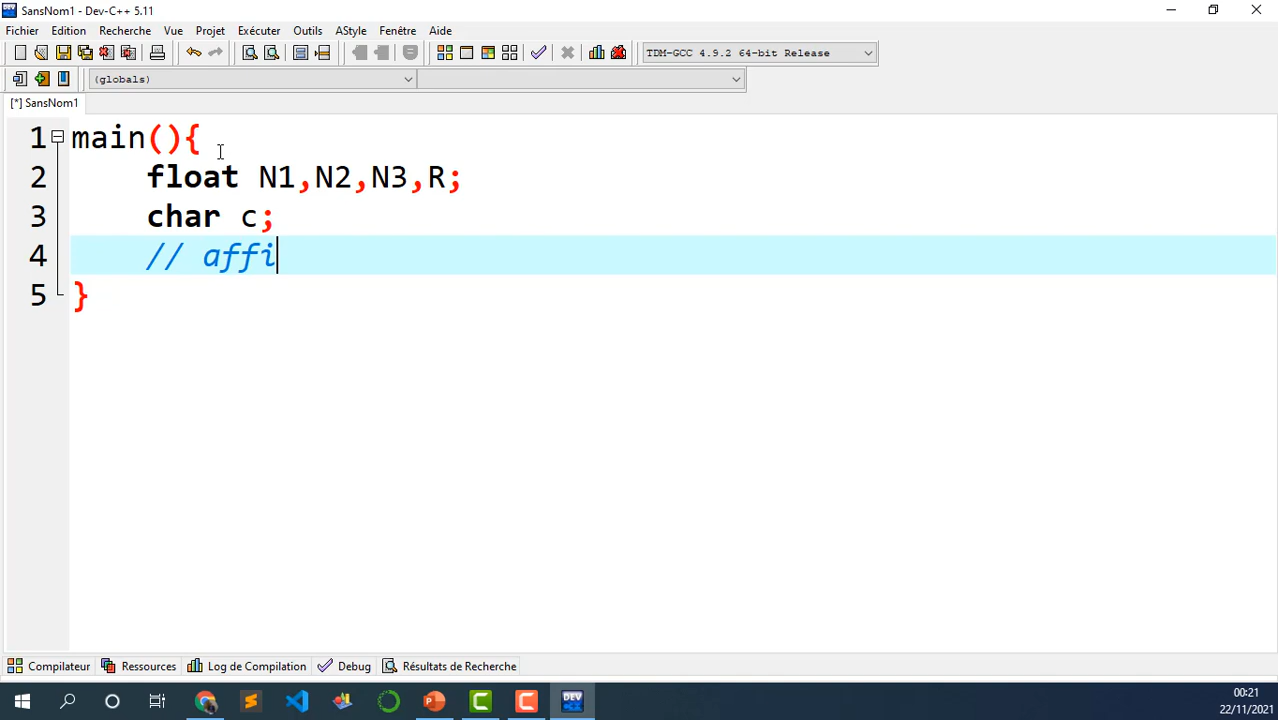 SansNom1 - Dev-C++ 5.11
Fichier Edition Recherche Vue Projet Exécuter Outils AStyle Fenêtre Aide
TDM-GCC 4.9.2 64-bit Release
(globals)
[*] SansNom1
1 main(){
2 float N1,N2,N3,R;
3 char c;
4 // affi
5 }
Compilateur Ressources Log de Compilation Debug Résultats de Recherche
DEV
00:21
22/11/2021